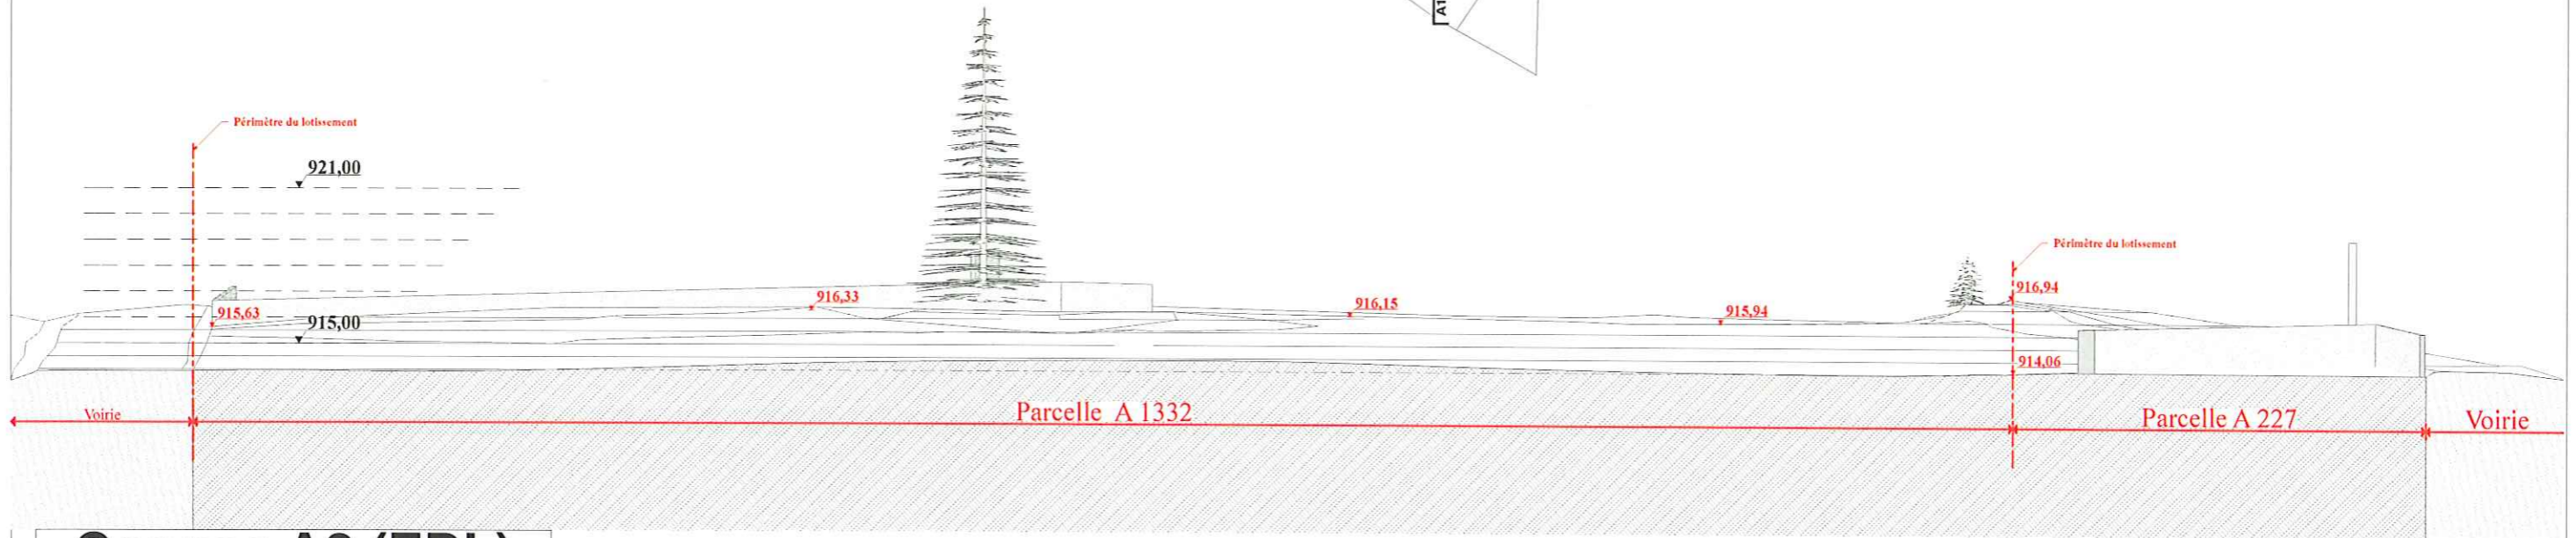 A1
Périmètre du lotissement
921,00
Périmètre du lotissement
916,94
916,33
916,15
915,94
915,63
915,00
914,06
Voirie
Parcelle A 1332
Parcelle A 227
Voirie